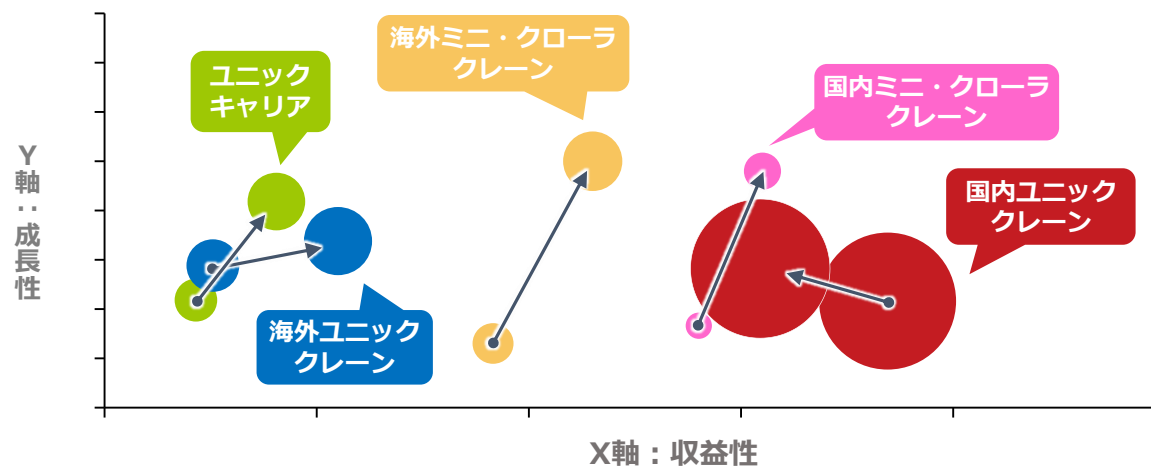 海外ミニ・クローラ
クレーン
ユニック
キャリア
国内ミニ・クローラ
クレーン
国内ユニック
クレーン
海外ユニック
クレーン
Y軸：成長性
X軸：収益性